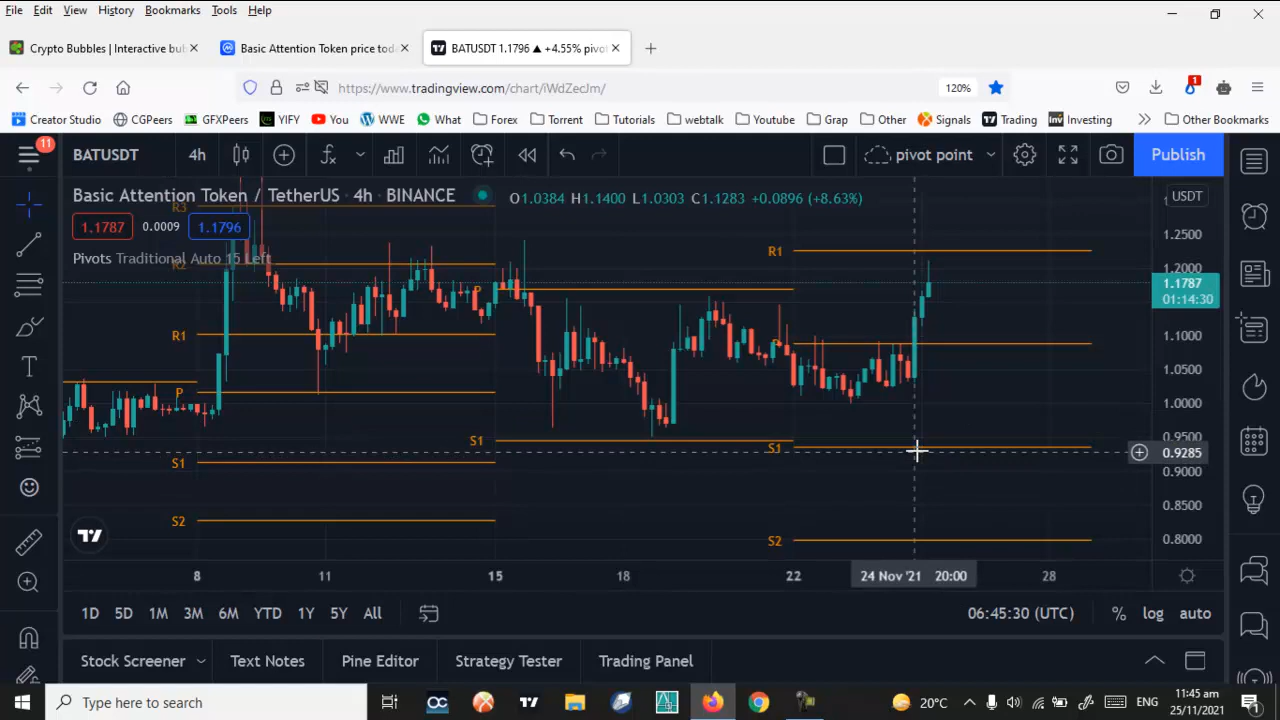 File Edit View History Bookmarks Tools Help
Crypto Bubbles | Interactive bub
Basic Attention Token price tod
BATUSDT 1.1796 ▲ +4.55% pivot
https://www.tradingview.com/chart/iWdZecJm/
120%
1
Creator Studio CGPeers GFXPeers YIFY You WWE What Forex Torrent Tutorials webtalk Youtube Grap Other Signals Trading Investing Other Bookmarks
11
BATUSDT 4h pivot point Publish
Basic Attention Token / TetherUS · 4h · BINANCE O1.0384 H1.1400 L1.0303 C1.1283 +0.0896 (+8.63%)
USDT
1.1787 0.0009 1.1796
Pivots Traditional Auto 15 Left
R3
R2
R1
P
S1
S2
P
S1
R1
P
S1
S2
1.2500
1.2000
1.1787
01:14:30
1.1000
1.0500
1.0000
0.9500
0.9285
0.9000
0.8500
0.8000
8 11 15 18 22 24 Nov '21 20:00 28
1D 5D 1M 3M 6M YTD 1Y 5Y All 06:45:30 (UTC) % log auto
Stock Screener Text Notes Pine Editor Strategy Tester Trading Panel
Type here to search
20°C ENG
11:45 am
25/11/2021